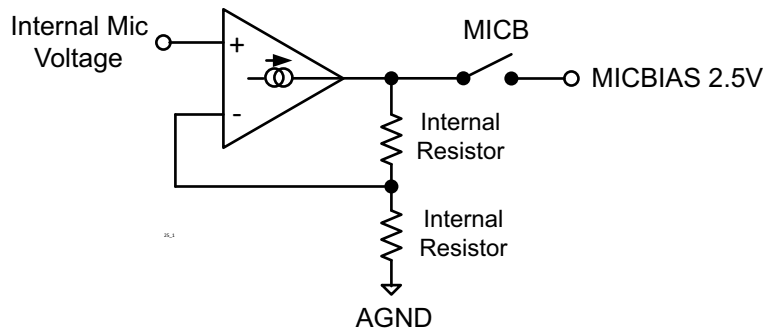 Internal Mic
Voltage
+
-
MICB
MICBIAS 2.5V
Internal
Resistor
Internal
Resistor
AGND